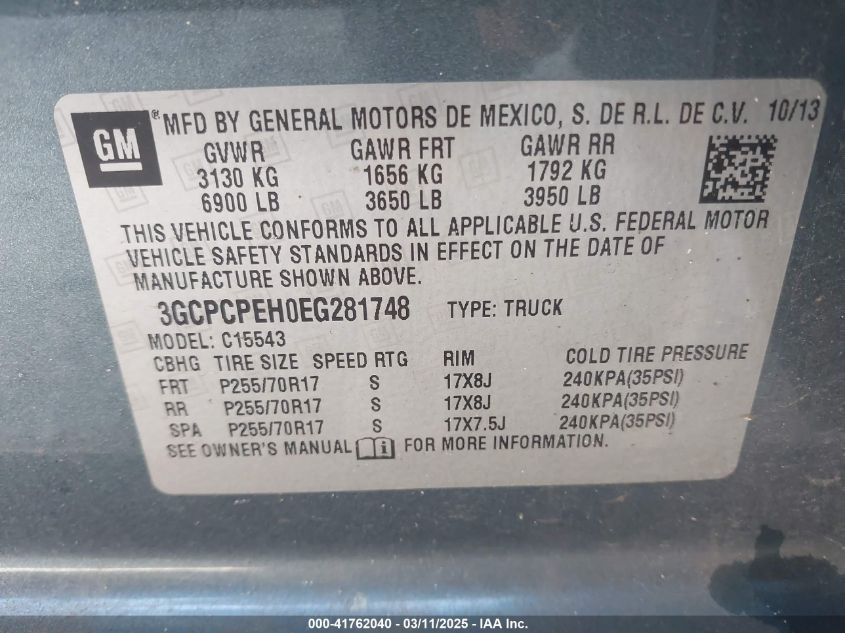 GM ® MFD BY GENERAL MOTORS DE MEXICO, S. DE R.L. DE C.V. 10/13
GVWR GAWR FRT GAWR RR
3130 KG 1656 KG 1792 KG
6900 LB 3650 LB 3950 LB
THIS VEHICLE CONFORMS TO ALL APPLICABLE U.S. FEDERAL MOTOR
VEHICLE SAFETY STANDARDS IN EFFECT ON THE DATE OF
MANUFACTURE SHOWN ABOVE.
3GCPCPEH0EG281748 TYPE: TRUCK
MODEL: C15543
CBHG TIRE SIZE SPEED RTG RIM COLD TIRE PRESSURE
FRT P255/70R17 S 17X8J 240KPA(35PSI)
RR P255/70R17 S 17X8J 240KPA(35PSI)
SPA P255/70R17 S 17X7.5J 240KPA(35PSI)
SEE OWNER'S MANUAL i FOR MORE INFORMATION.
000-41762040 - 03/11/2025 - IAA Inc.